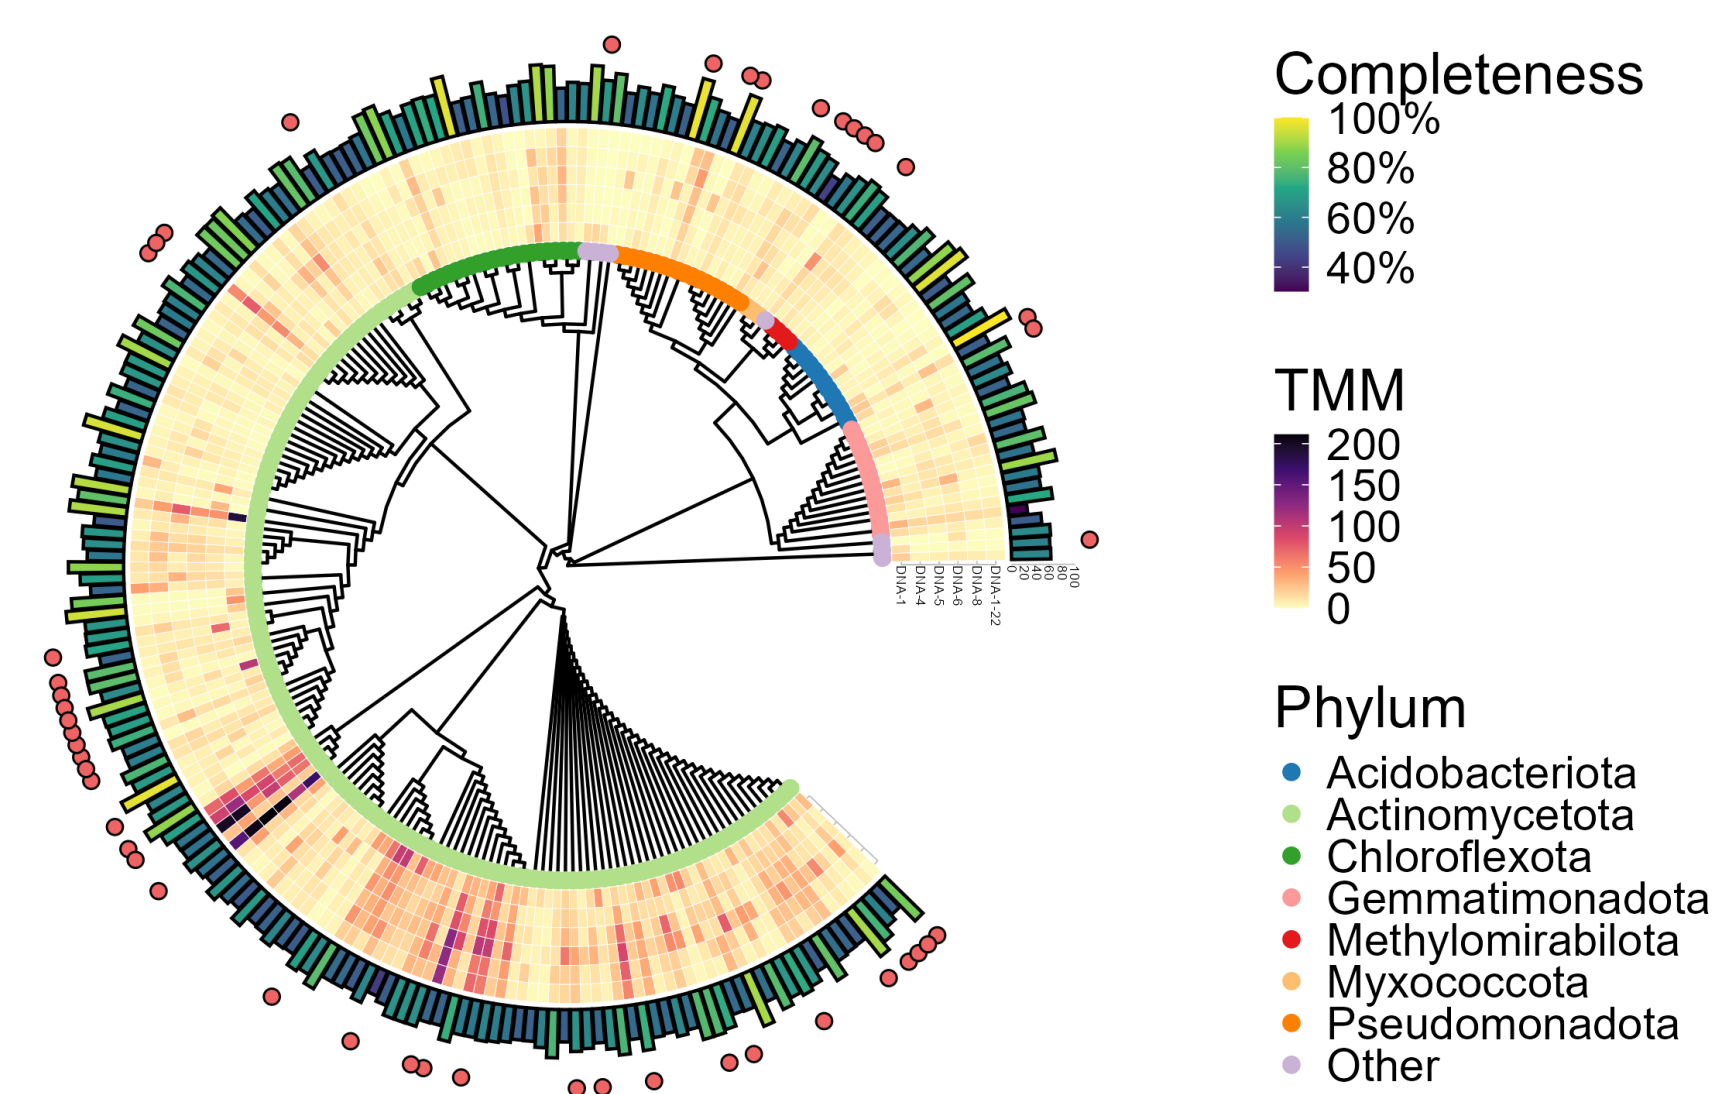 Completeness
100%
80%
60%
40%
TMM
200
150
100
50
0
Phylum
Acidobacteriota
Actinomycetota
Chloroflexota
Gemmatimonadota
Methylomirabilota
Myxococcota
Pseudomonadota
Other
DNA-1
DNA-4
DNA-5
DNA-6
DNA-8
DNA-1-22
0
20
40
60
80
100